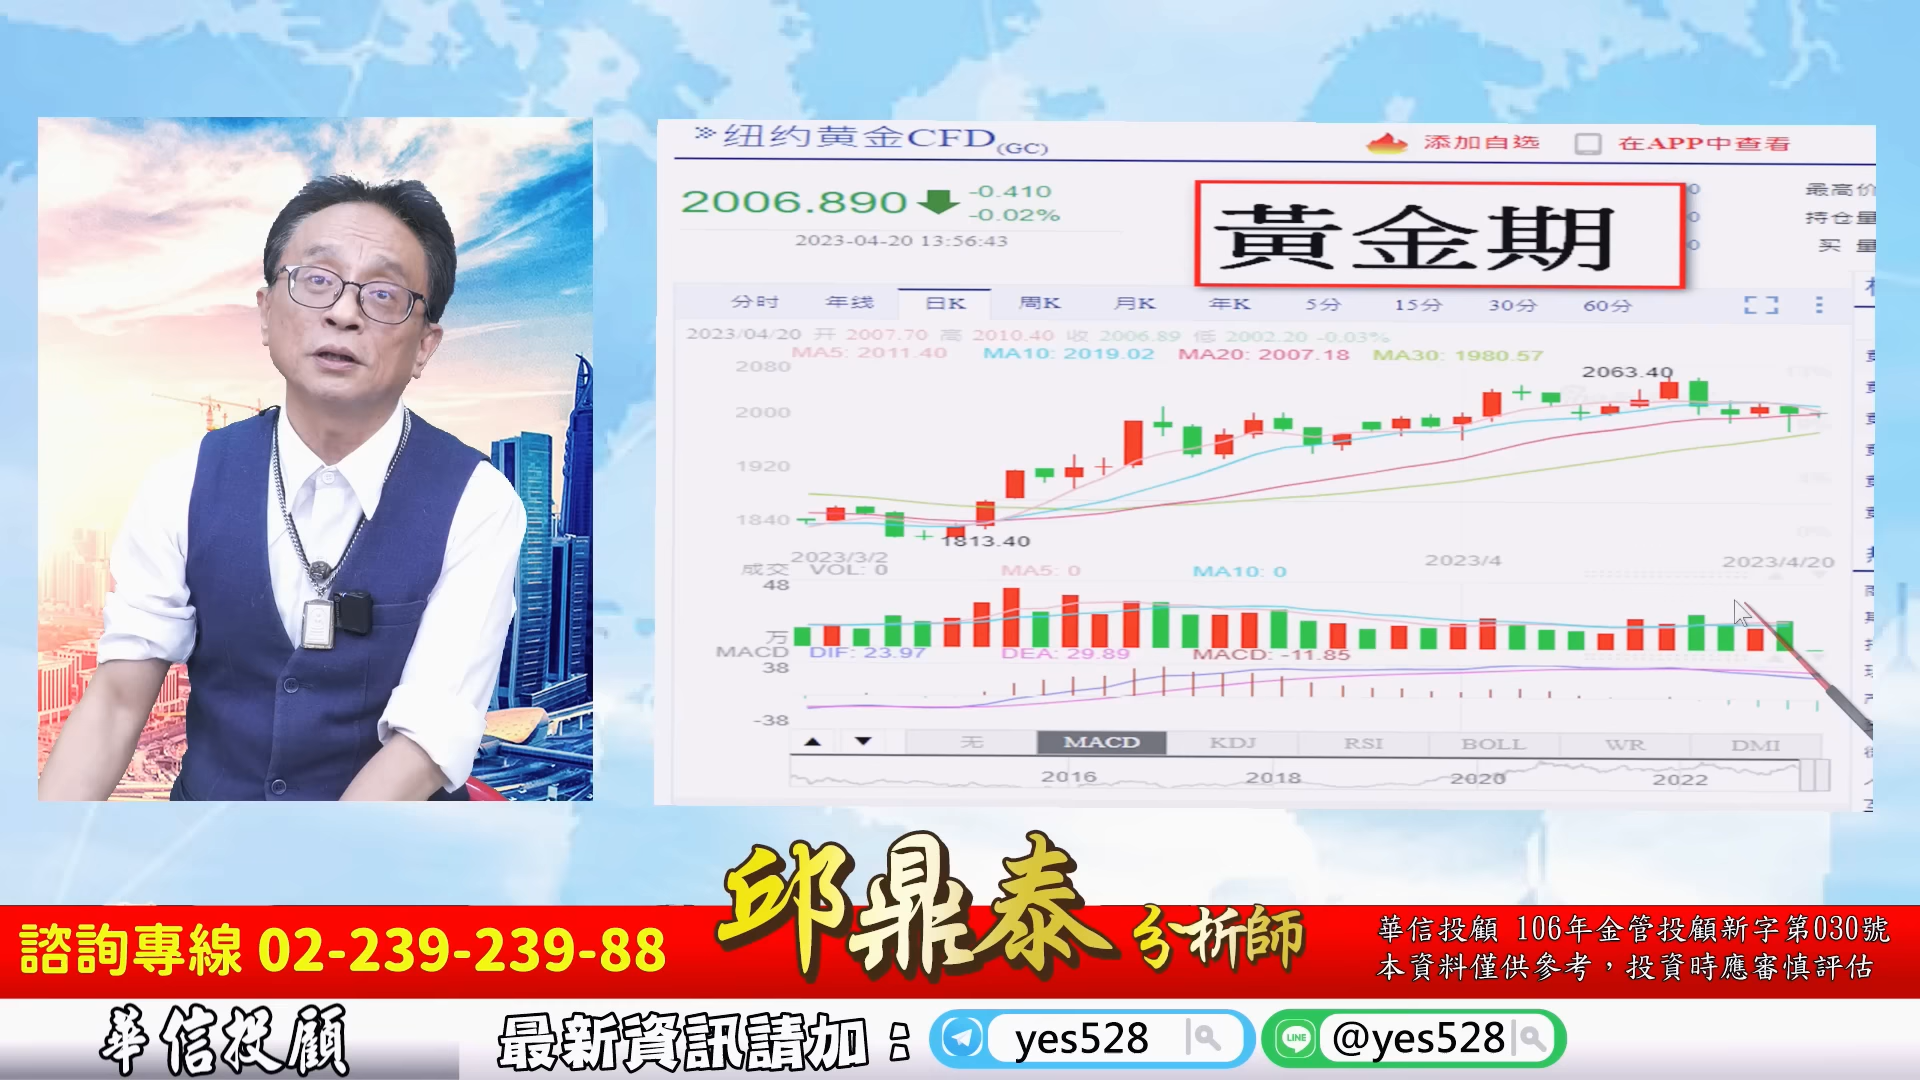 纽约黄金CFD(GC)
添加自选
在APP中查看
2006.890
-0.410
-0.02%
2023-04-20 13:56:43
黃金期
最高价
持仓量
买 量
分时 年线 日K 周K 月K 年K 5分 15分 30分 60分
2023/04/20 开 2007.70 高 2010.40 收 2006.89 低 2002.20 -0.03%
MA5: 2011.40 MA10: 2019.02 MA20: 2007.18 MA30: 1980.57
2080
2063.40
2000
1920
1840
1813.40
2023/3/2 2023/4 2023/4/20
成交 VOL: 0 MA5: 0 MA10: 0
48
万
MACD DIF: 23.97 DEA: 29.89 MACD: -11.85
38
-38
无 MACD KDJ RSI BOLL WR DMI
2016 2018 2020 2022
邱鼎泰 分析師
諮詢專線 02-239-239-88
華信投顧 106年金管投顧新字第030號
本資料僅供參考，投資時應審慎評估
華信投顧
最新資訊請加：
yes528
LINE @yes528